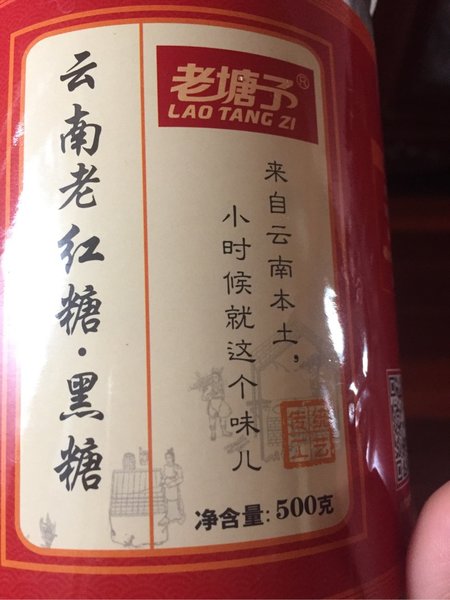 老塘子®
LAO TANG ZI
云南老红糖·黑糖
来自云南本土,
小时候就这个味儿
净含量: 500克